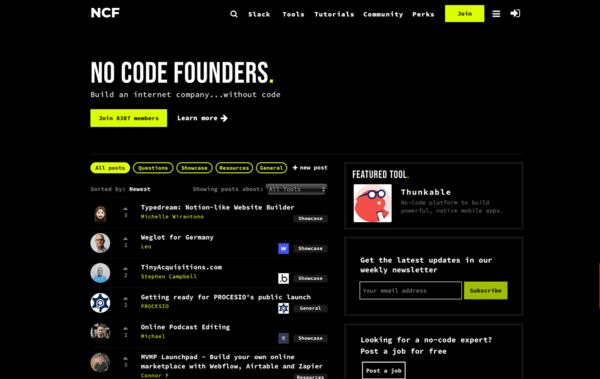 NCF
Slack Tools Tutorials Community Perks Join
NO CODE FOUNDERS.
Build an internet company...without code
Join 8387 members Learn more
All posts Questions Showcase Resources General + new post
Sorted by: Newest Showing posts about: All Tools
Typedream: Notion-like Website Builder
3 Michelle Wirantono Showcase
Weglot for Germany
2 Leo w Showcase
TinyAcquisitions.com
2 Stephen Campbell b Showcase
Getting ready for PROCESIO's public launch
3 PROCESIO General
Online Podcast Editing
2 Michael Showcase
MVMP Launchpad - Build your own online
marketplace with Webflow, Airtable and Zapier
3 Connor F Showcase
FEATURED TOOL.
Thunkable
No-Code platform to build
powerful, native mobile apps.
Get the latest updates in our
weekly newsletter
Your email address Subscribe
Looking for a no-code expert?
Post a job for free
Post a job